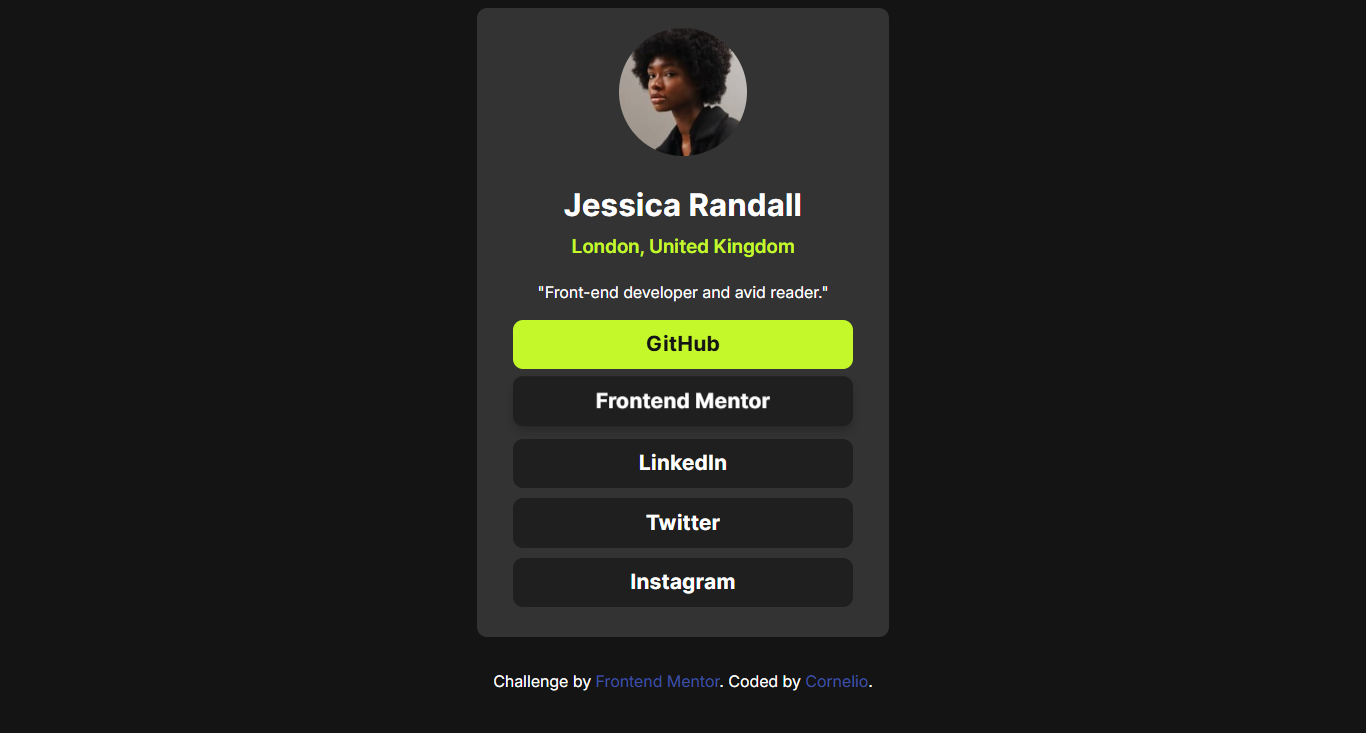 Jessica Randall
London, United Kingdom
"Front-end developer and avid reader."
GitHub
Frontend Mentor
LinkedIn
Twitter
Instagram
Challenge by Frontend Mentor. Coded by Cornelio.